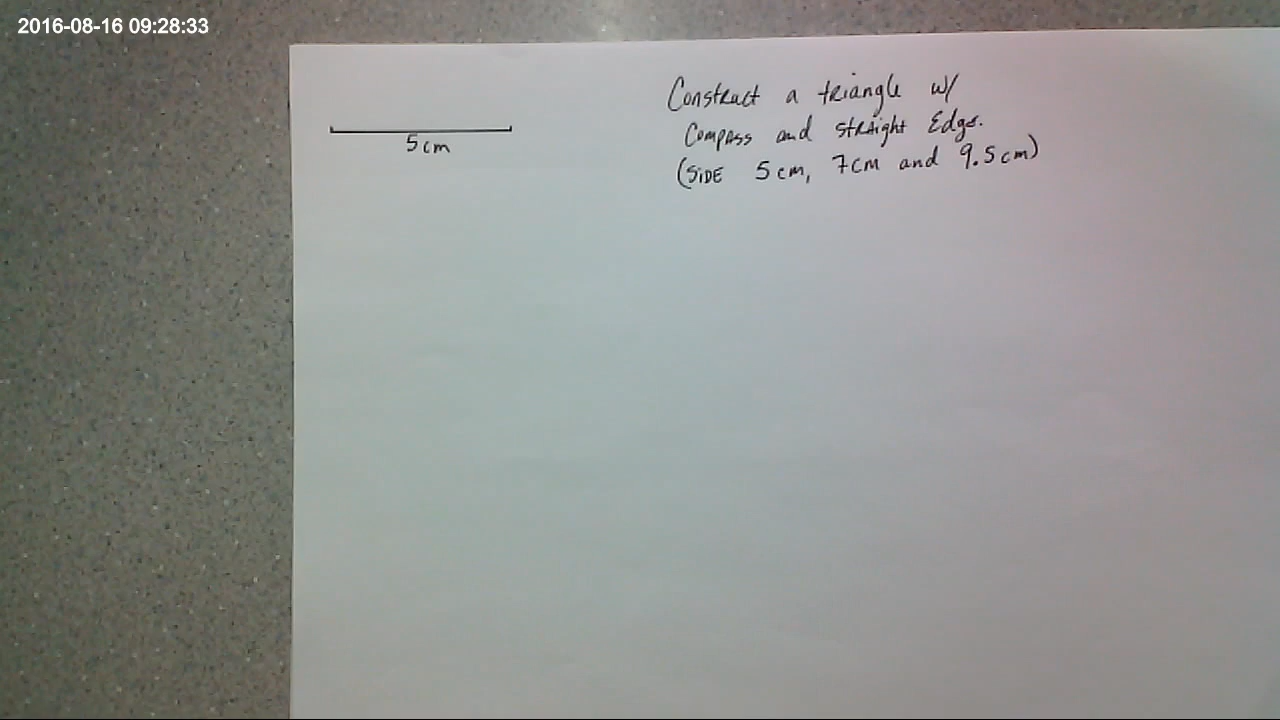 2016-08-16 09:28:33
Construct a triangle w/
Compass and straight Edge.
(SIDE 5cm, 7cm and 9.5cm)
5cm